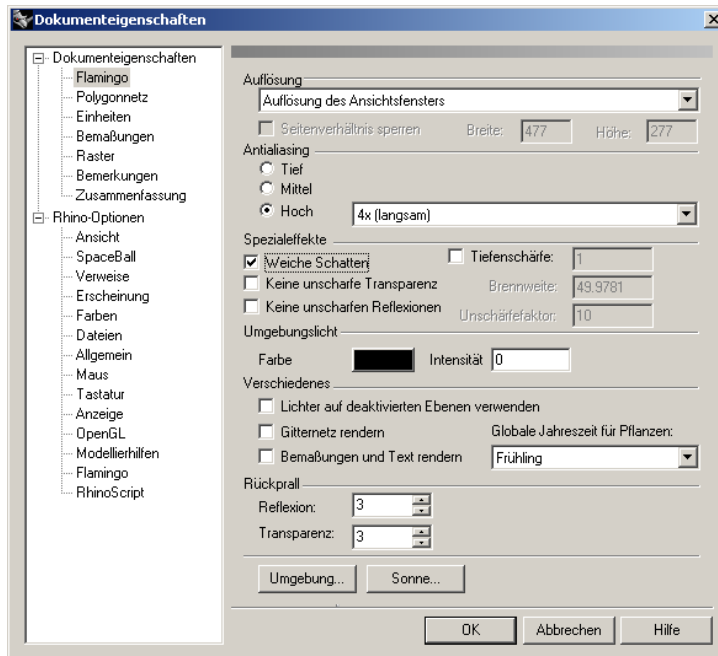 Dokumenteigenschaften
Dokumenteigenschaften
Flamingo
Polygonnetz
Einheiten
Bemaßungen
Raster
Bemerkungen
Zusammenfassung
Rhino-Optionen
Ansicht
SpaceBall
Verweise
Erscheinung
Farben
Dateien
Allgemein
Maus
Tastatur
Anzeige
OpenGL
Modellierhilfen
Flamingo
RhinoScript
Auflösung
Auflösung des Ansichtsfensters
Seitenverhältnis sperren Breite: 477 Höhe: 277
Antialiasing
Tief
Mittel
Hoch 4x (langsam)
Spezialeffekte
Weiche Schatten Tiefenschärfe: 1
Keine unscharfe Transparenz Brennweite: 49.9781
Keine unscharfen Reflexionen Unschärfefaktor: 10
Umgebungslicht
Farbe Intensität 0
Verschiedenes
Lichter auf deaktivierten Ebenen verwenden
Gitternetz rendern Globale Jahreszeit für Pflanzen:
Bemaßungen und Text rendern Frühling
Rückprall
Reflexion: 3
Transparenz: 3
Umgebung... Sonne...
OK Abbrechen Hilfe